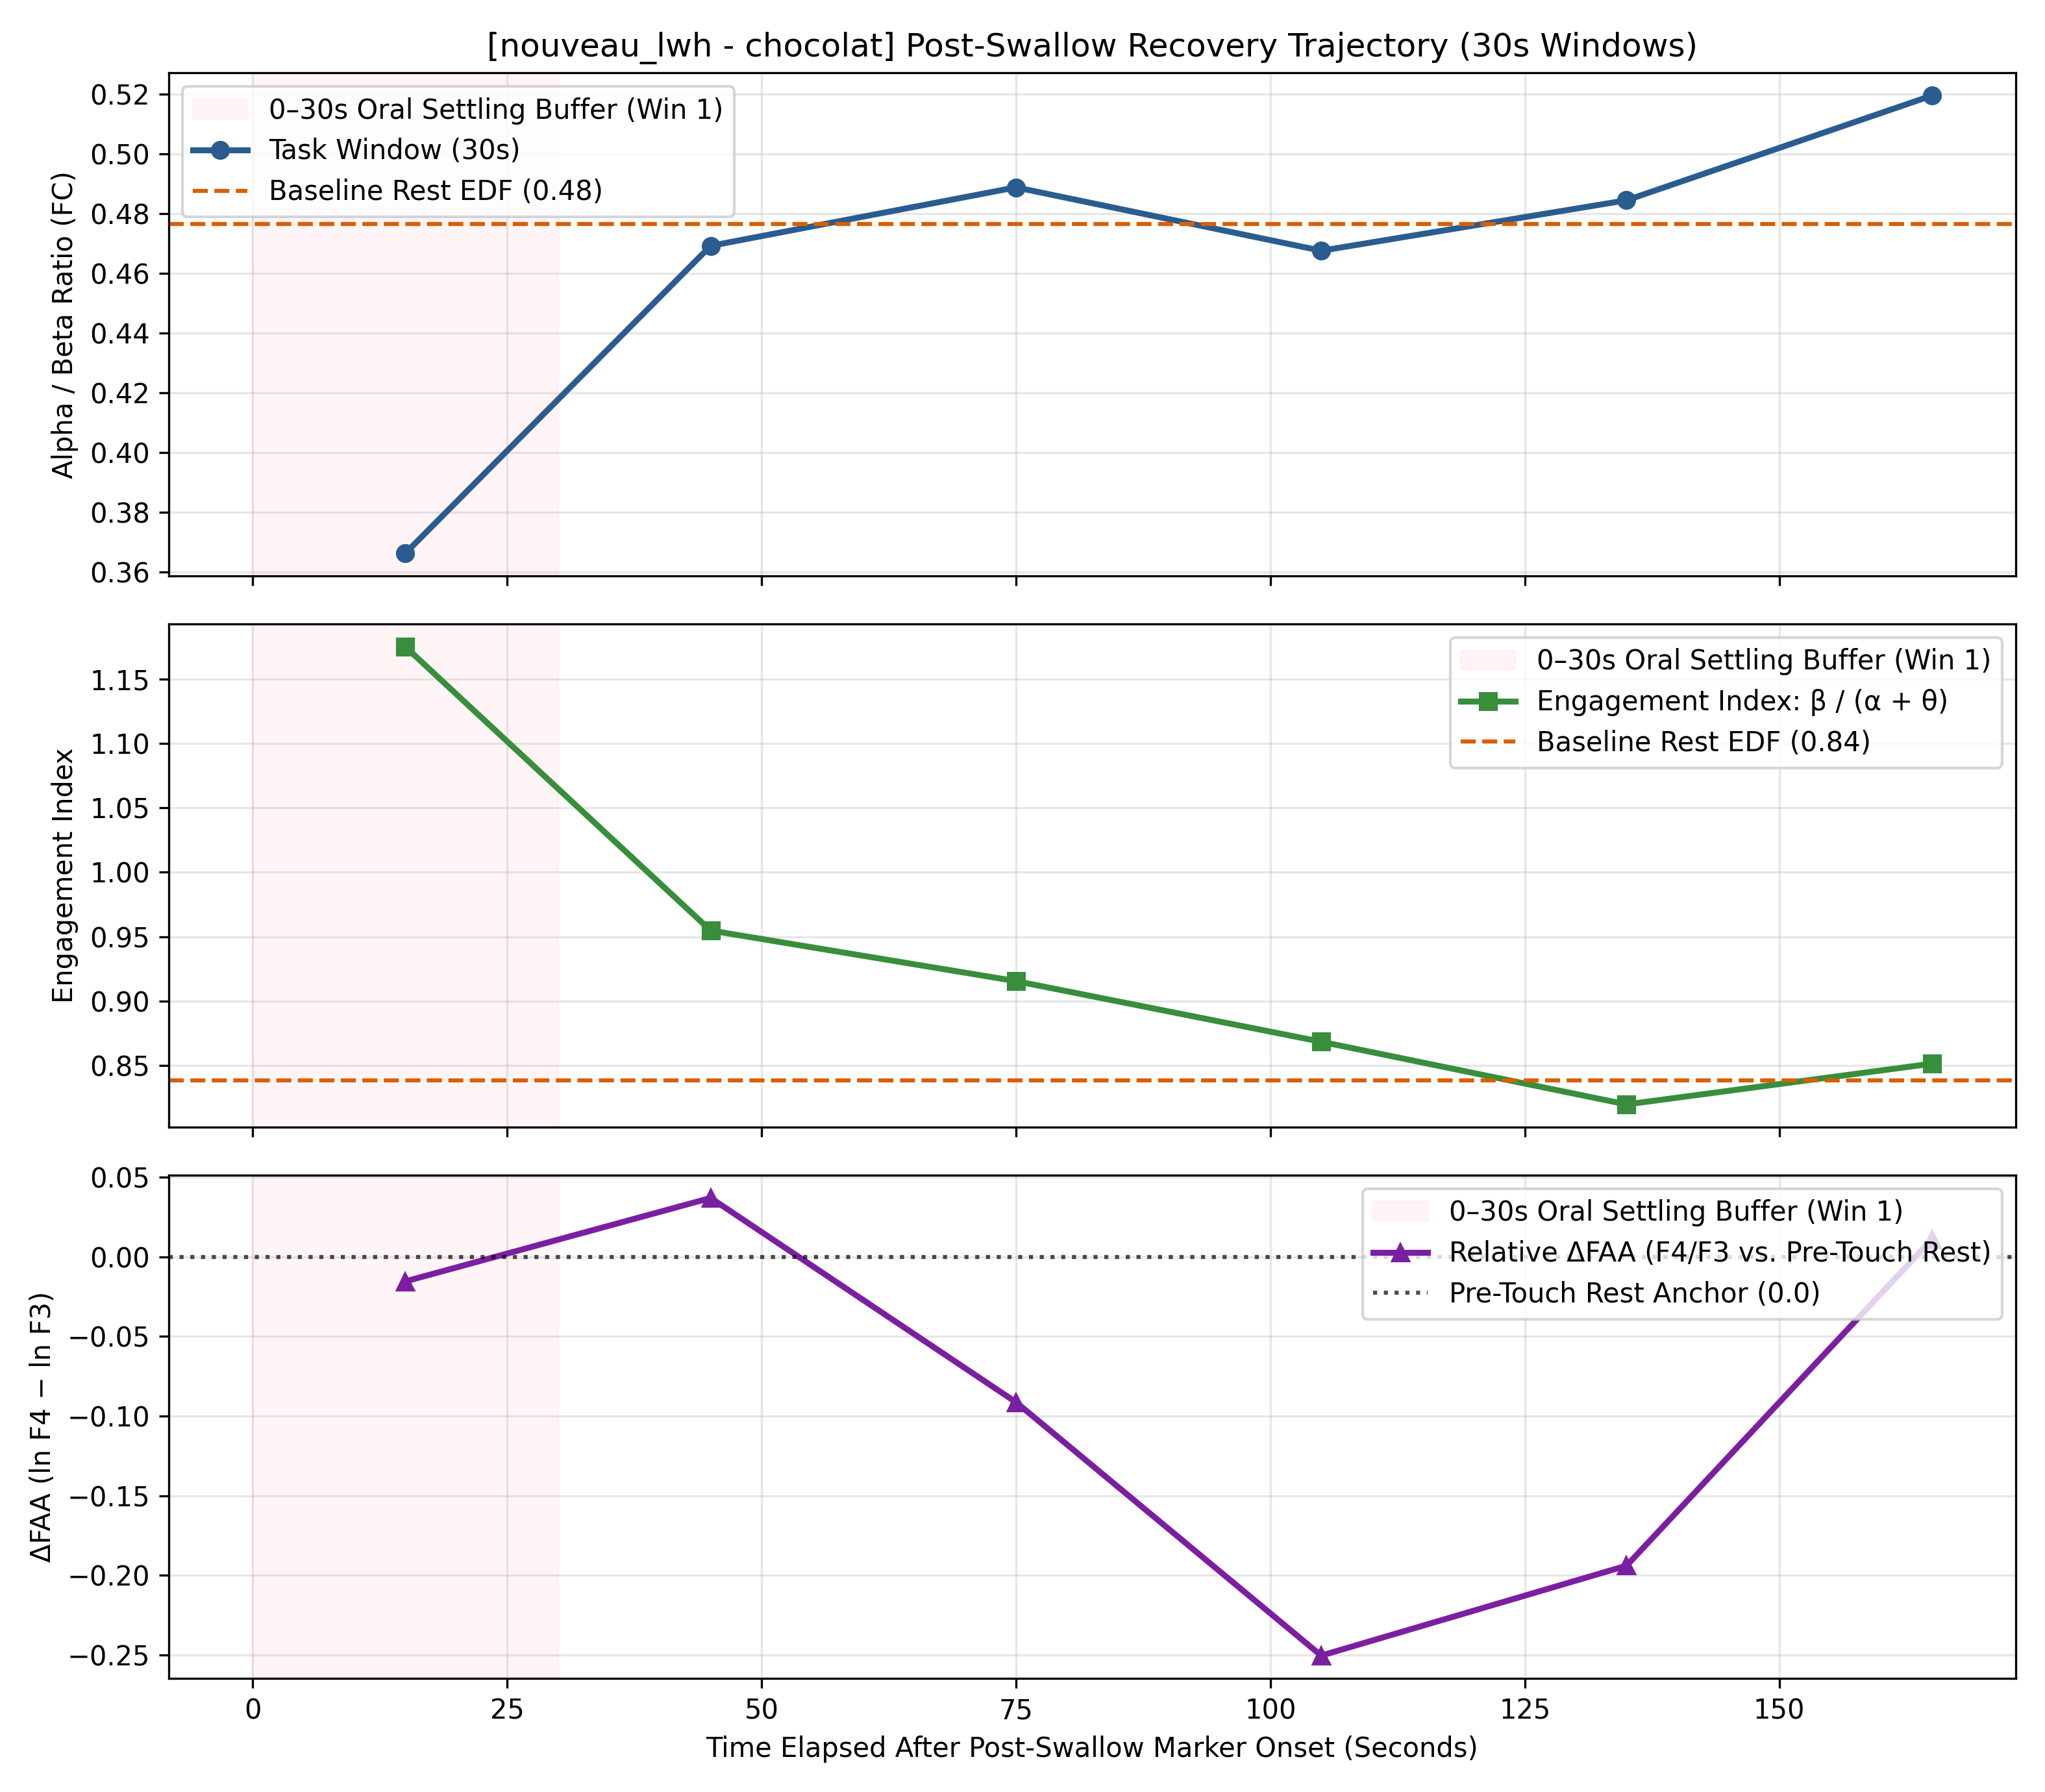 [nouveau_lwh - chocolat] Post-Swallow Recovery Trajectory (30s Windows)
0.52
0.50
0.48
0.46
0.44
0.42
0.40
0.38
0.36
Alpha / Beta Ratio (FC)
0–30s Oral Settling Buffer (Win 1)
Task Window (30s)
Baseline Rest EDF (0.48)
1.15
1.10
1.05
1.00
0.95
0.90
0.85
Engagement Index
0–30s Oral Settling Buffer (Win 1)
Engagement Index: β / (α + θ)
Baseline Rest EDF (0.84)
0.05
0.00
−0.05
−0.10
−0.15
−0.20
−0.25
ΔFAA (ln F4 − ln F3)
0–30s Oral Settling Buffer (Win 1)
Relative ΔFAA (F4/F3 vs. Pre-Touch Rest)
Pre-Touch Rest Anchor (0.0)
0 25 50 75 100 125 150
Time Elapsed After Post-Swallow Marker Onset (Seconds)